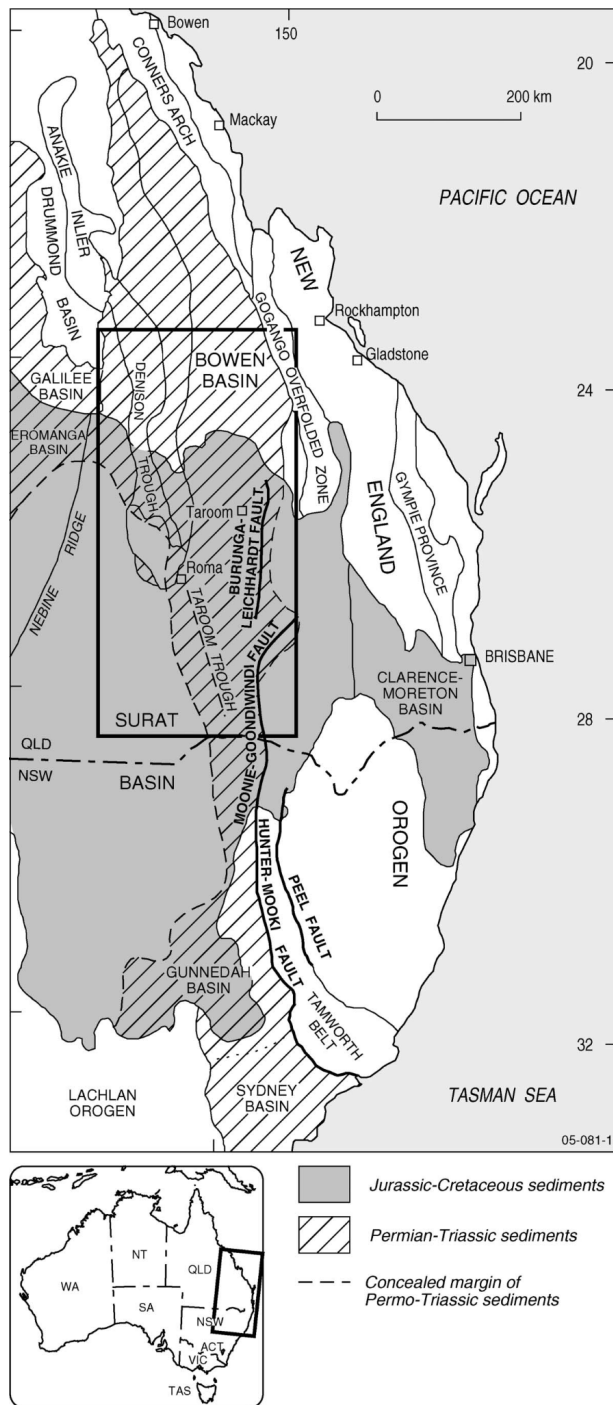 Bowen
150
20
0
200 km
CONNERS ARCH
Mackay
ANAKIE
INLIER
DRUMMOND
BASIN
PACIFIC OCEAN
NEW
Rockhampton
Gladstone
GOGANGO OVERFOLDED ZONE
BOWEN
BASIN
DENISON
TROUGH
GALILEE
BASIN
24
EROMANGA
BASIN
Taroom
BURUNGA-
LEICHHARDT FAULT
ENGLAND
GYMPIE PROVINCE
Roma
NEBINE
RIDGE
TAROOM TROUGH
BRISBANE
CLARENCE-
MORETON
BASIN
MOONIE-GOONDIWINDI FAULT
SURAT
BASIN
28
QLD
NSW
OROGEN
HUNTER-MOOKI FAULT
PEEL FAULT
GUNNEDAH
BASIN
TAMWORTH
BELT
32
LACHLAN
OROGEN
SYDNEY
BASIN
TASMAN SEA
05-081-1
Jurassic-Cretaceous sediments
Permian-Triassic sediments
Concealed margin of
Permo-Triassic sediments
NT
QLD
WA
SA
NSW
ACT
VIC
TAS